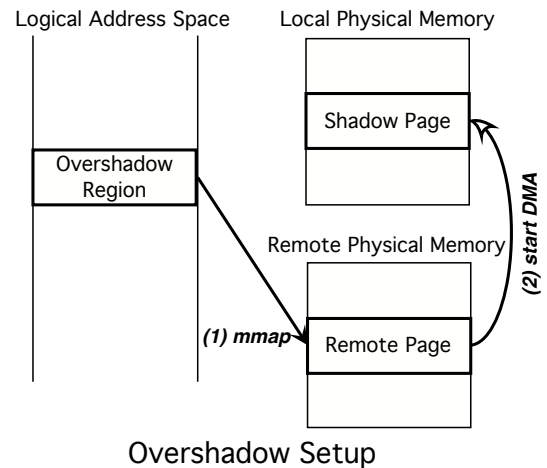 Logical Address Space
Local Physical Memory
Shadow Page
Overshadow
Region
(2) start DMA
Remote Physical Memory
(1) mmap
Remote Page
Overshadow Setup